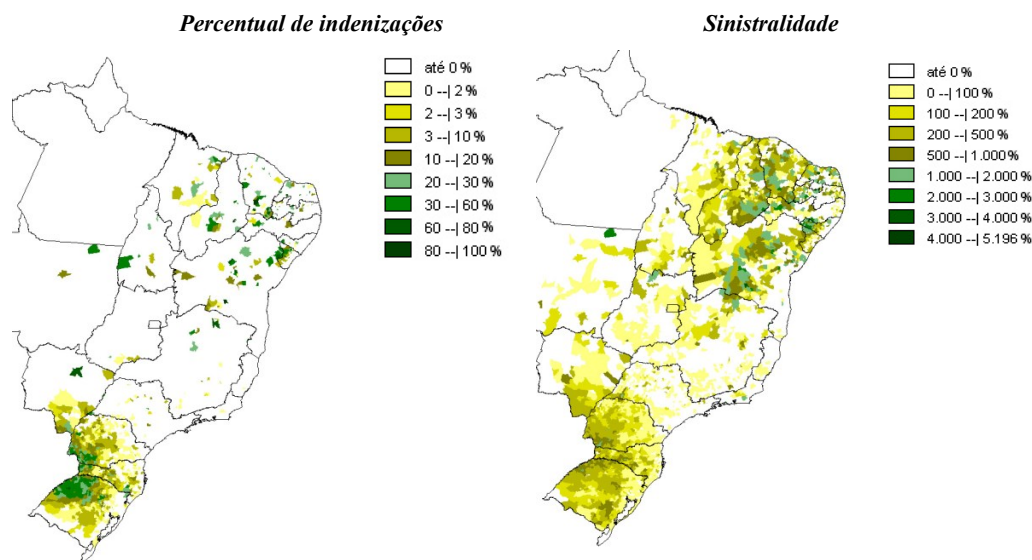 Percentual de indenizações
até 0 %
0 --| 2 %
2 --| 3 %
3 --| 10 %
10 --| 20 %
20 --| 30 %
30 --| 60 %
60 --| 80 %
80 --| 100 %
Sinistralidade
até 0 %
0 --| 100 %
100 --| 200 %
200 --| 500 %
500 --| 1.000 %
1.000 --| 2.000 %
2.000 --| 3.000 %
3.000 --| 4.000 %
4.000 --| 5.196 %